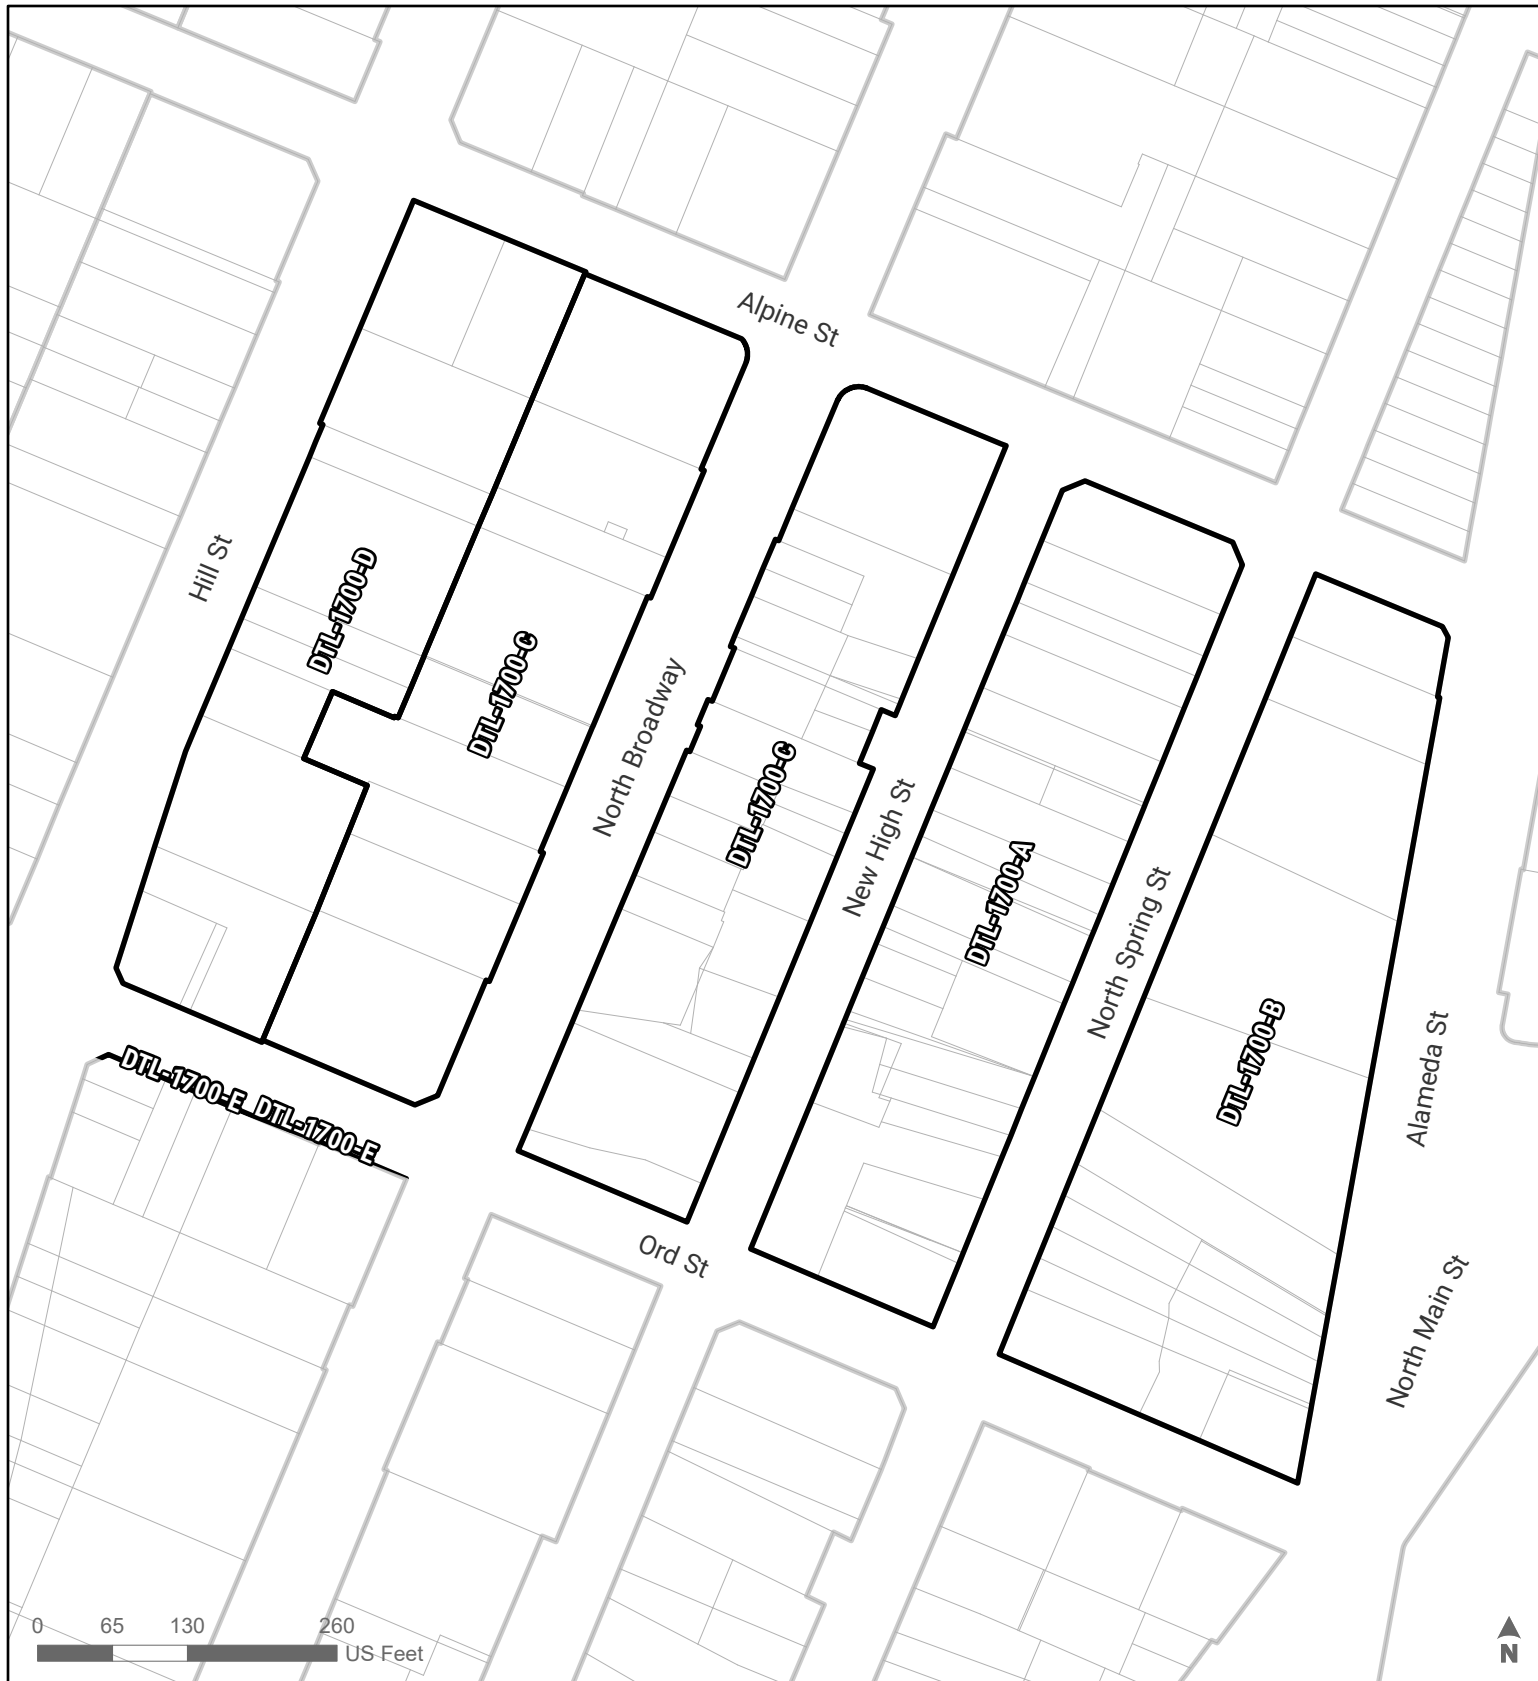 Alpine St
Hill St
DTL-1700-D
DTL-1700-C
North Broadway
DTL-1700-C
New High St
DTL-1700-A
North Spring St
DTL-1700-B
Alameda St
DTL-1700-E DTL-1700-E
Ord St
North Main St
0 65 130 260
US Feet
N